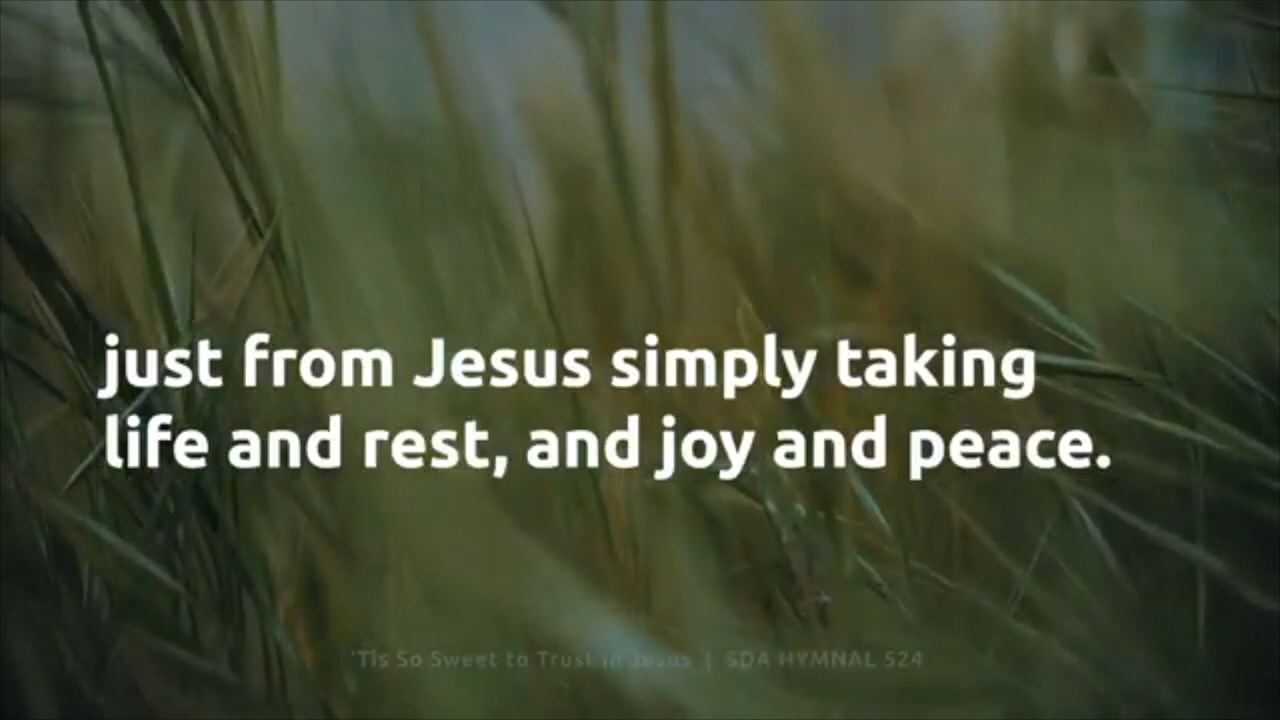 just from Jesus simply taking
life and rest, and joy and peace.
'Tis So Sweet to Trust in Jesus | SDA HYMNAL 524